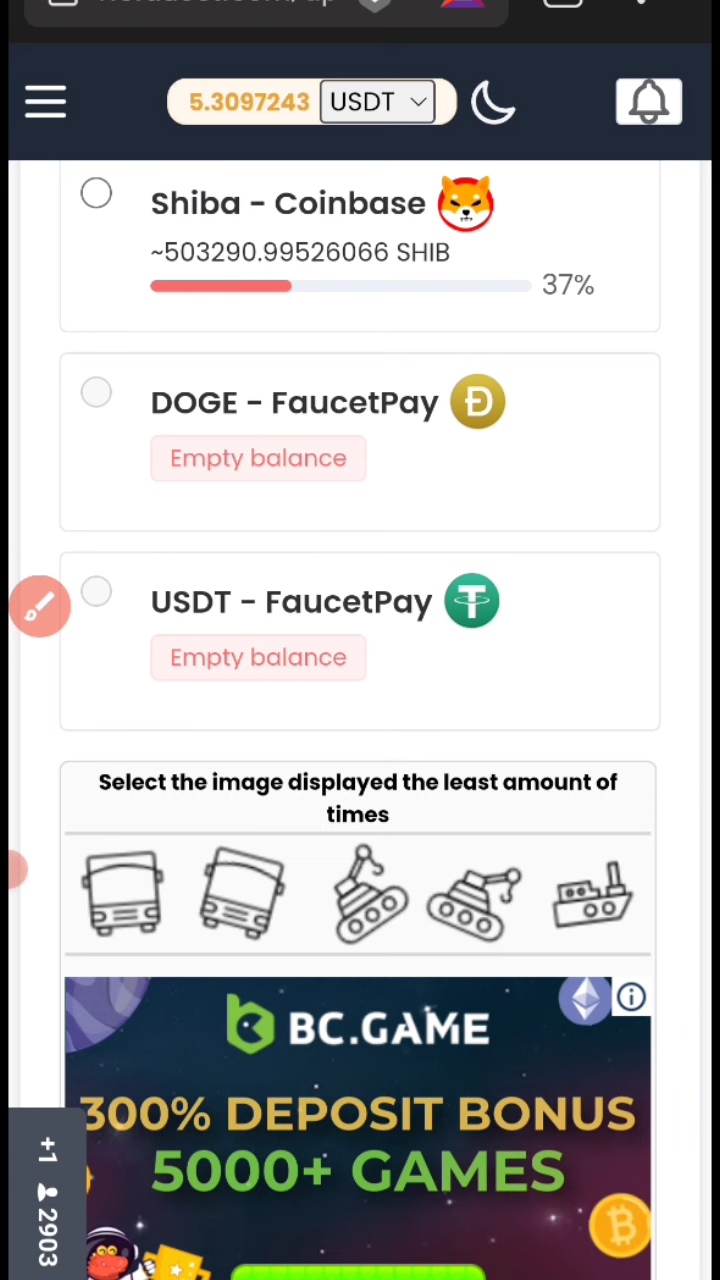 5.3097243 USDT
Shiba - Coinbase
~503290.99526066 SHIB
37%
DOGE - FaucetPay
Empty balance
USDT - FaucetPay
Empty balance
Select the image displayed the least amount of
times
BC.GAME
300% DEPOSIT BONUS
5000+ GAMES
+1
2903